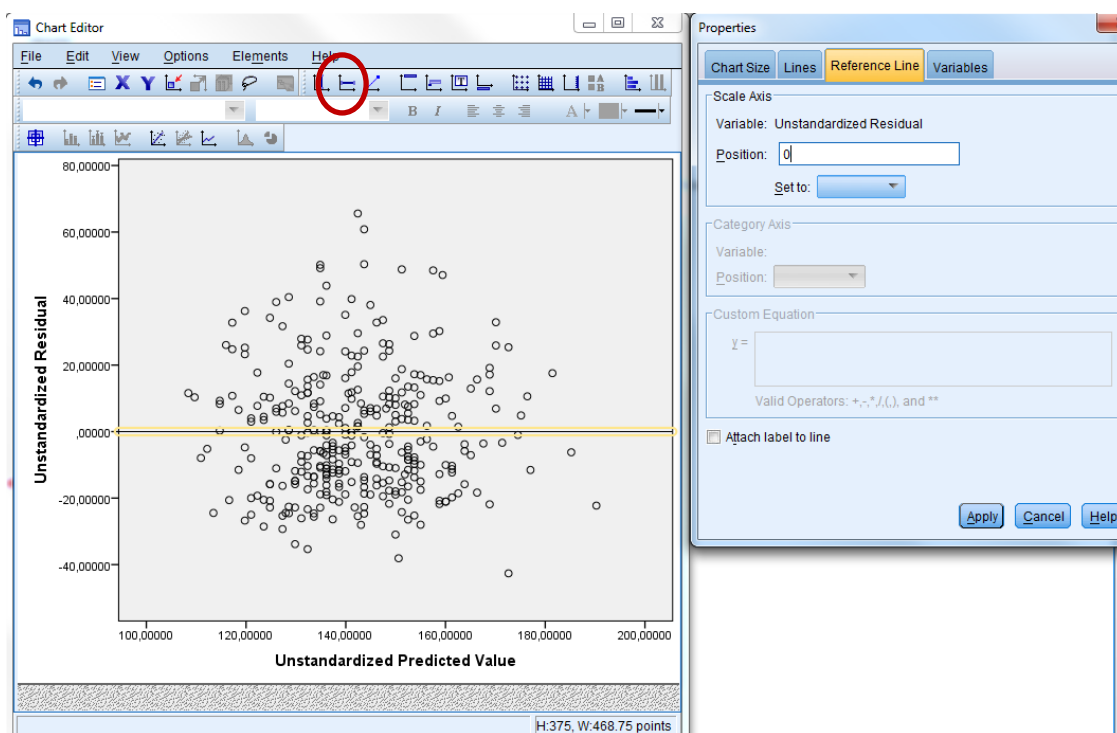 Chart Editor
File Edit View Options Elements Help
X Y
B I A
80,00000
60,00000
40,00000
20,00000
,00000
-20,00000
-40,00000
Unstandardized Residual
100,00000 120,00000 140,00000 160,00000 180,00000 200,00000
Unstandardized Predicted Value
H:375, W:468.75 points
Properties
Chart Size Lines Reference Line Variables
Scale Axis
Variable: Unstandardized Residual
Position: 0
Set to:
Category Axis
Variable:
Position:
Custom Equation
y =
Valid Operators: +,-,*,/,(,), and **
Attach label to line
Apply Cancel Help